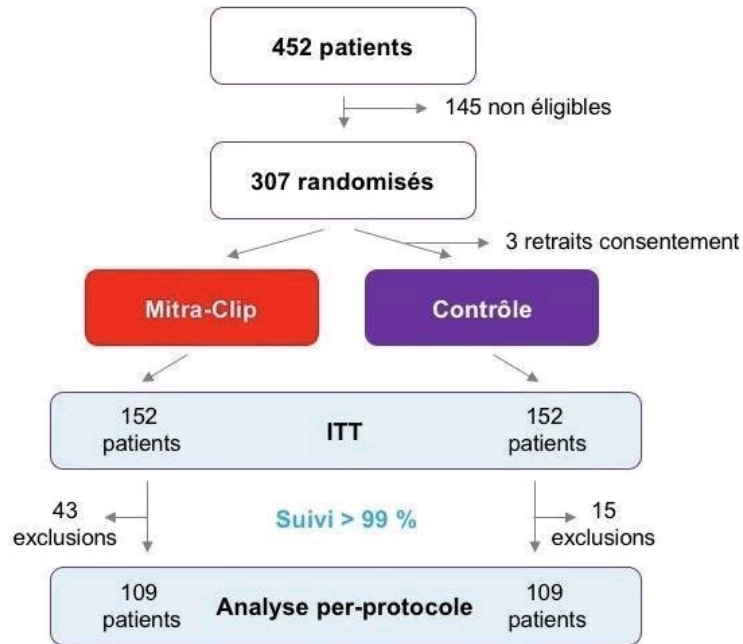 452 patients
145 non éligibles
307 randomisés
3 retraits consentement
Mitra-Clip
Contrôle
152
patients
ITT
152
patients
43
exclusions
Suivi > 99 %
15
exclusions
109
patients
Analyse per-protocole
109
patients